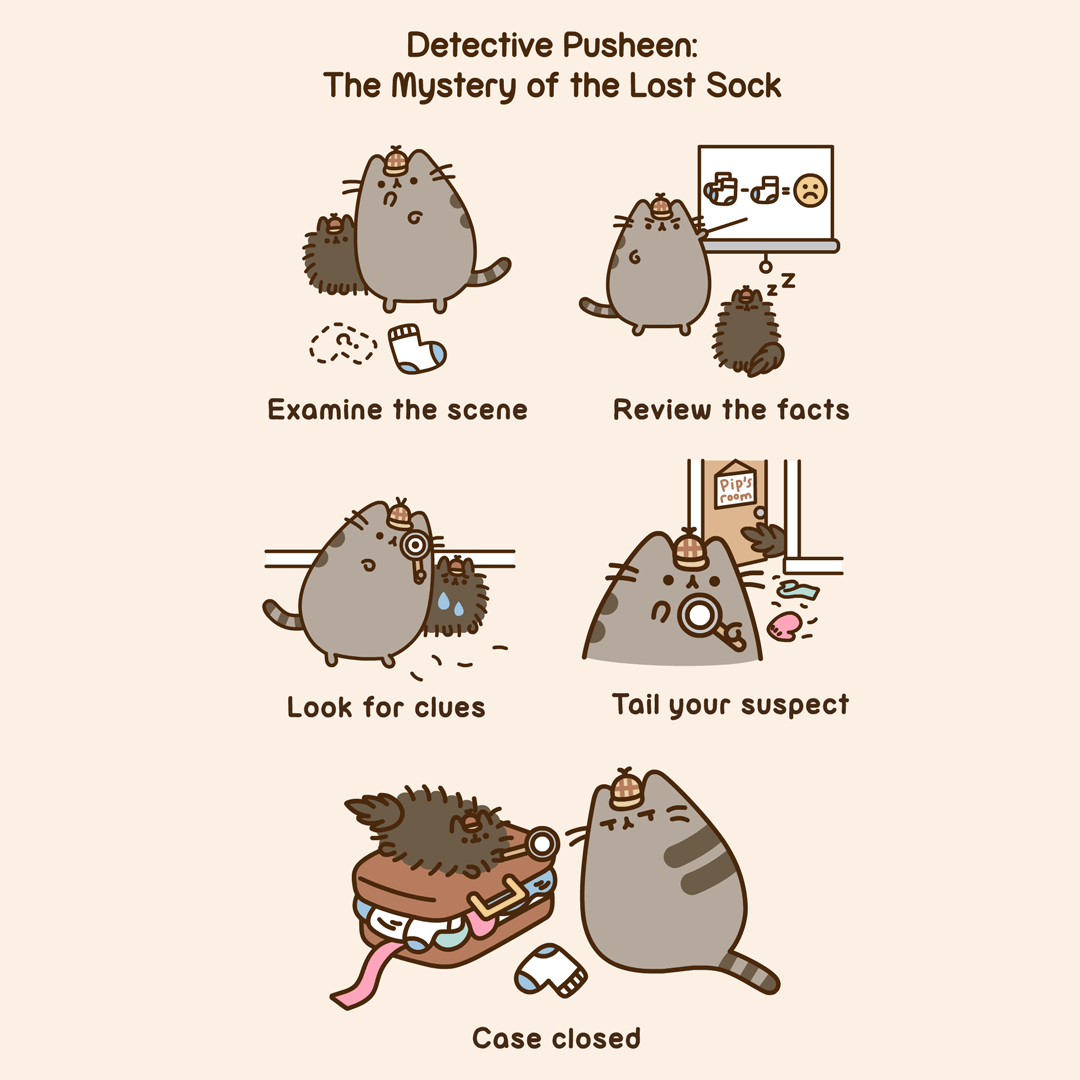 Detective Pusheen:
The Mystery of the Lost Sock
- =
z Z
?
Examine the scene
Review the facts
Pip's
room
Look for clues
Tail your suspect
Case closed